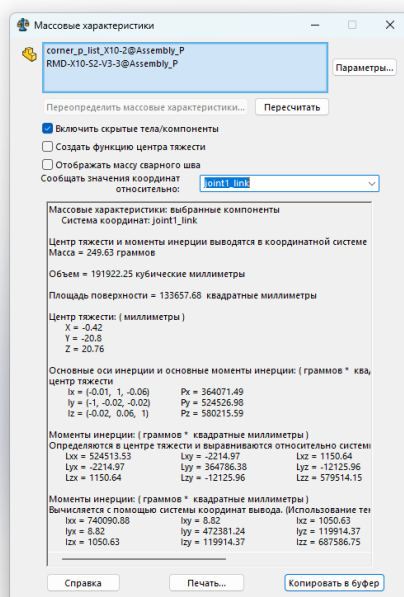 Массовые характеристики
corner_p_list_X10-2@Assembly_P
RMD-X10-S2-V3-3@Assembly_P
Параметры...
Переопределить массовые характеристики...
Пересчитать
Включить скрытые тела/компоненты
Создать функцию центра тяжести
Отображать массу сварного шва
Сообщать значения координат относительно:
joint1_link
Массовые характеристики: выбранные компоненты
Система координат: joint1_link
Центр тяжести и моменты инерции выводятся в координатной системе
Масса = 249.63 граммов
Объем = 191922.25 кубические миллиметры
Площадь поверхности = 133657.68 квадратные миллиметры
Центр тяжести: ( миллиметры )
X = -0.42
Y = -20.8
Z = 20.76
Основные оси инерции и основные моменты инерции: ( граммов * ква
центр тяжести
Ix = (-0.01, 1, -0.06) Px = 364071.49
Iy = (-1, -0.02, -0.02) Py = 524526.98
Iz = (-0.02, 0.06, 1) Pz = 580215.59
Моменты инерции: ( граммов * квадратные миллиметры )
Определяются в центре тяжести и выравниваются относительно систем
Lxx = 524513.53 Lxy = -2214.97 Lxz = 1150.64
Lyx = -2214.97 Lyy = 364786.38 Lyz = -12125.96
Lzx = 1150.64 Lzy = -12125.96 Lzz = 579514.15
Моменты инерции: ( граммов * квадратные миллиметры )
Вычисляется с помощью системы координат вывода. (Использование тен
Ixx = 740090.88 Ixy = 8.82 Ixz = 1050.63
Iyx = 8.82 Iyy = 472381.24 Iyz = 119914.37
Izx = 1050.63 Izy = 119914.37 Izz = 687586.75
Справка
Печать...
Копировать в буфер